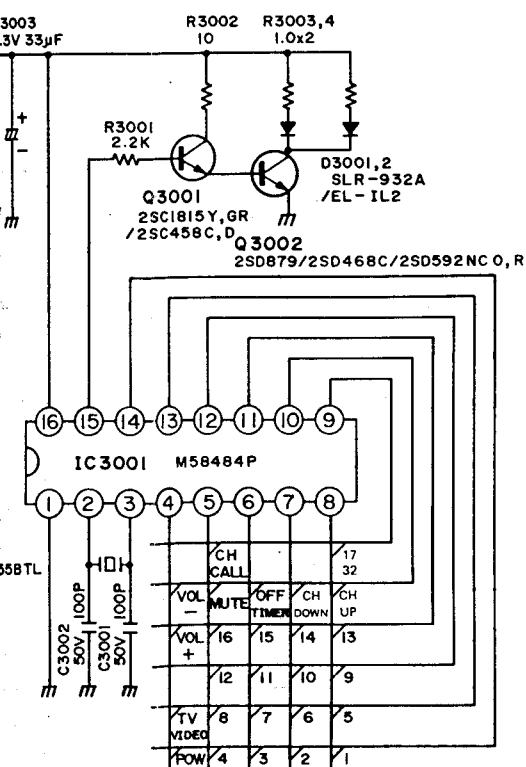 3003
.3V 33µF
+
−
R3002
10
R3003,4
1.0x2
R3001
2.2K
Q3001
2SC1815Y,GR
/2SC458C,D
D3001,2
SLR-932A
/EL-IL2
Q3002
2SD879/2SD468C/2SD592NC O,R
16 15 14 13 12 11 10 9
IC3001 M58484P
1 2 3 4 5 6 7 8
55BTL
C3002
50V 100P
C3001
50V 100P
CH CALL 17 32
VOL − MUTE OFF TIMER CH DOWN CH UP
VOL + 16 15 14 13
12 11 10 9
TV VIDEO 8 7 6 5
POW 4 3 2 1